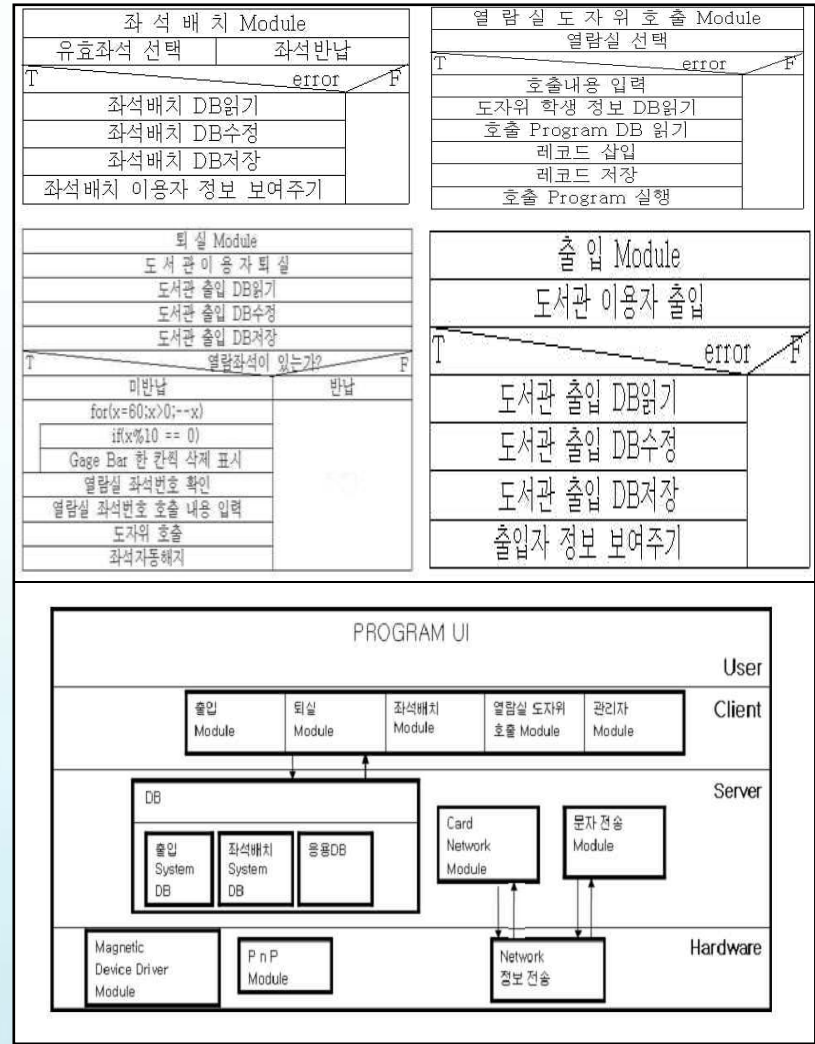 좌 석 배 치 Module
유효좌석 선택 좌석반납
T error F
좌석배치 DB읽기
좌석배치 DB수정
좌석배치 DB저장
좌석배치 이용자 정보 보여주기
열 람 실 도 자 위 호 출 Module
열람실 선택
T error F
호출내용 입력
도자위 학생 정보 DB읽기
호출 Program DB 읽기
레코드 삽입
레코드 저장
호출 Program 실행
퇴 실 Module
도 서 관 이 용 자 퇴 실
도서관 출입 DB읽기
도서관 출입 DB수정
도서관 출입 DB저장
T 열람좌석이 있는가? F
미반납 반납
for(x=60;x>0;--x)
if(x%10 == 0)
Gage Bar 한 칸씩 삭제 표시
열람실 좌석번호 확인
열람실 좌석번호 호출 내용 입력
도자위 호출
좌석자동해지
출 입 Module
도서관 이용자 출입
T error F
도서관 출입 DB읽기
도서관 출입 DB수정
도서관 출입 DB저장
출입자 정보 보여주기
PROGRAM UI
User
출입 Module
퇴실 Module
좌석배치 Module
열람실 도자위 호출 Module
관리자 Module
Client
Server
DB
출입 System DB
좌석배치 System DB
응용DB
Card Network Module
문자 전송 Module
Hardware
Magnetic Device Driver Module
P n P Module
Network 정보 전송